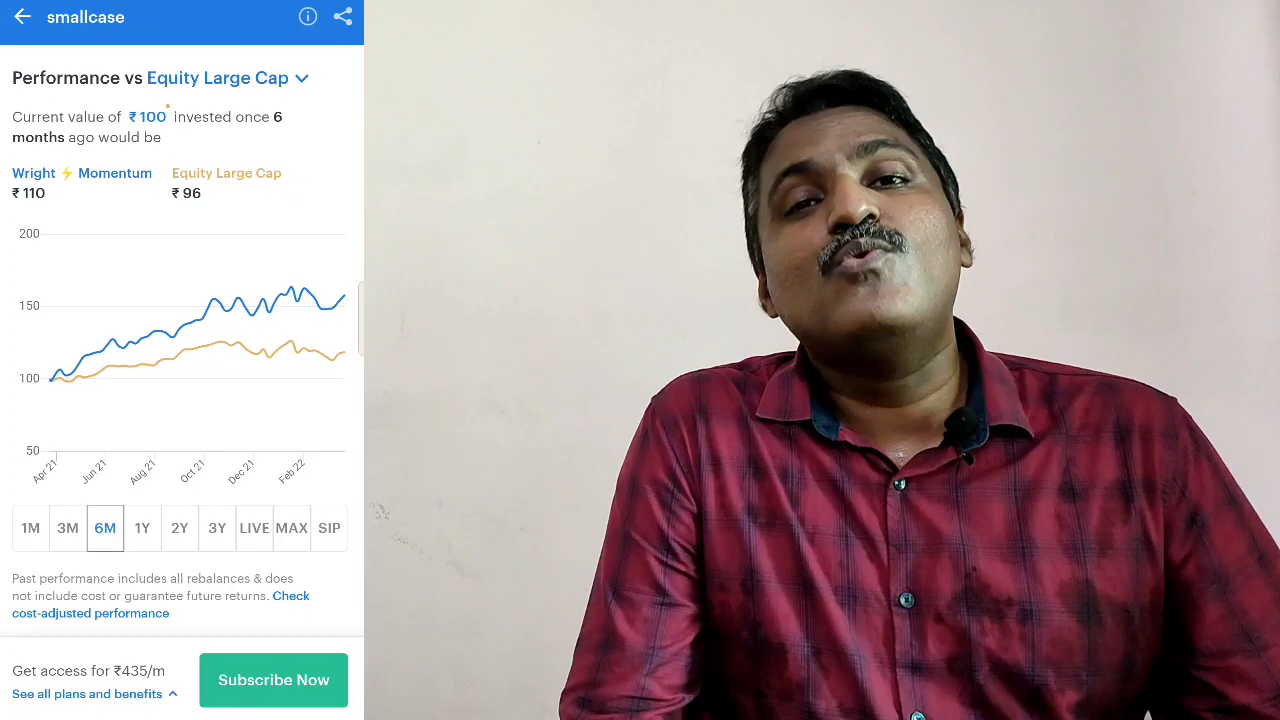 smallcase
Performance vs Equity Large Cap
Current value of ₹ 100 invested once 6
months ago would be
Wright ⚡ Momentum Equity Large Cap
₹ 110 ₹ 96
200
150
100
50
Apr 21 Jun 21 Aug 21 Oct 21 Dec 21 Feb 22
1M 3M 6M 1Y 2Y 3Y LIVE MAX SIP
Past performance includes all rebalances & does
not include cost or guarantee future returns. Check
cost-adjusted performance
Get access for ₹435/m
See all plans and benefits
Subscribe Now